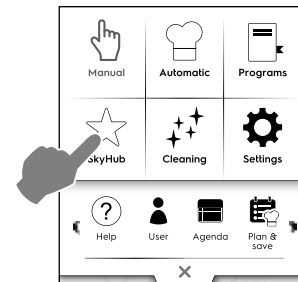 Manual Automatic Programs
SkyHub Cleaning Settings
? Help User Agenda Plan &
save